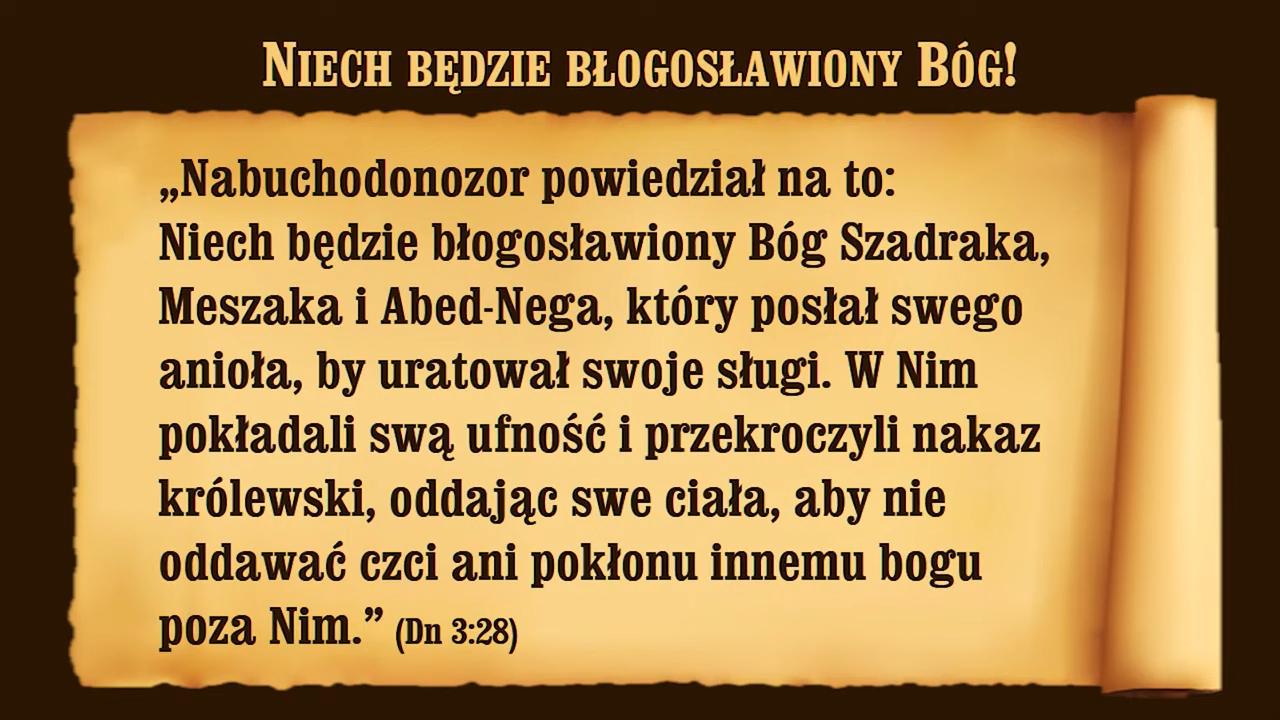 Niech będzie błogosławiony Bóg!
„Nabuchodonozor powiedział na to:
Niech będzie błogosławiony Bóg Szadraka,
Meszaka i Abed-Nega, który posłał swego
anioła, by uratował swoje sługi. W Nim
pokładali swą ufność i przekroczyli nakaz
królewski, oddając swe ciała, aby nie
oddawać czci ani pokłonu innemu bogu
poza Nim.” (Dn 3:28)